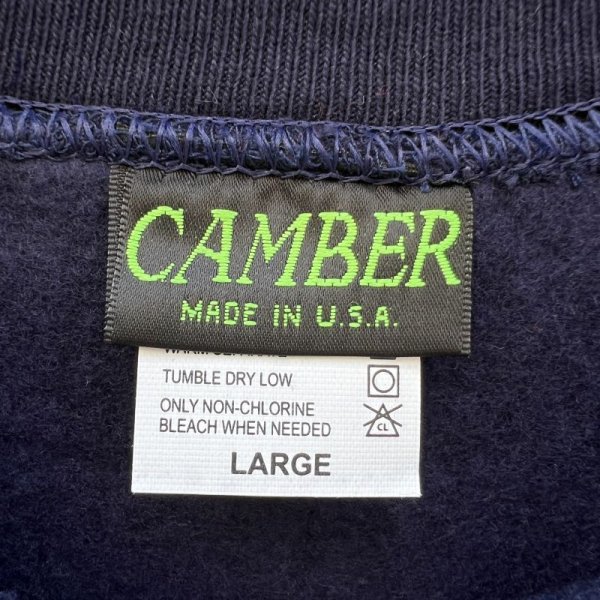 CAMBER
MADE IN U.S.A.
TUMBLE DRY LOW
ONLY NON-CHLORINE
BLEACH WHEN NEEDED
CL
LARGE